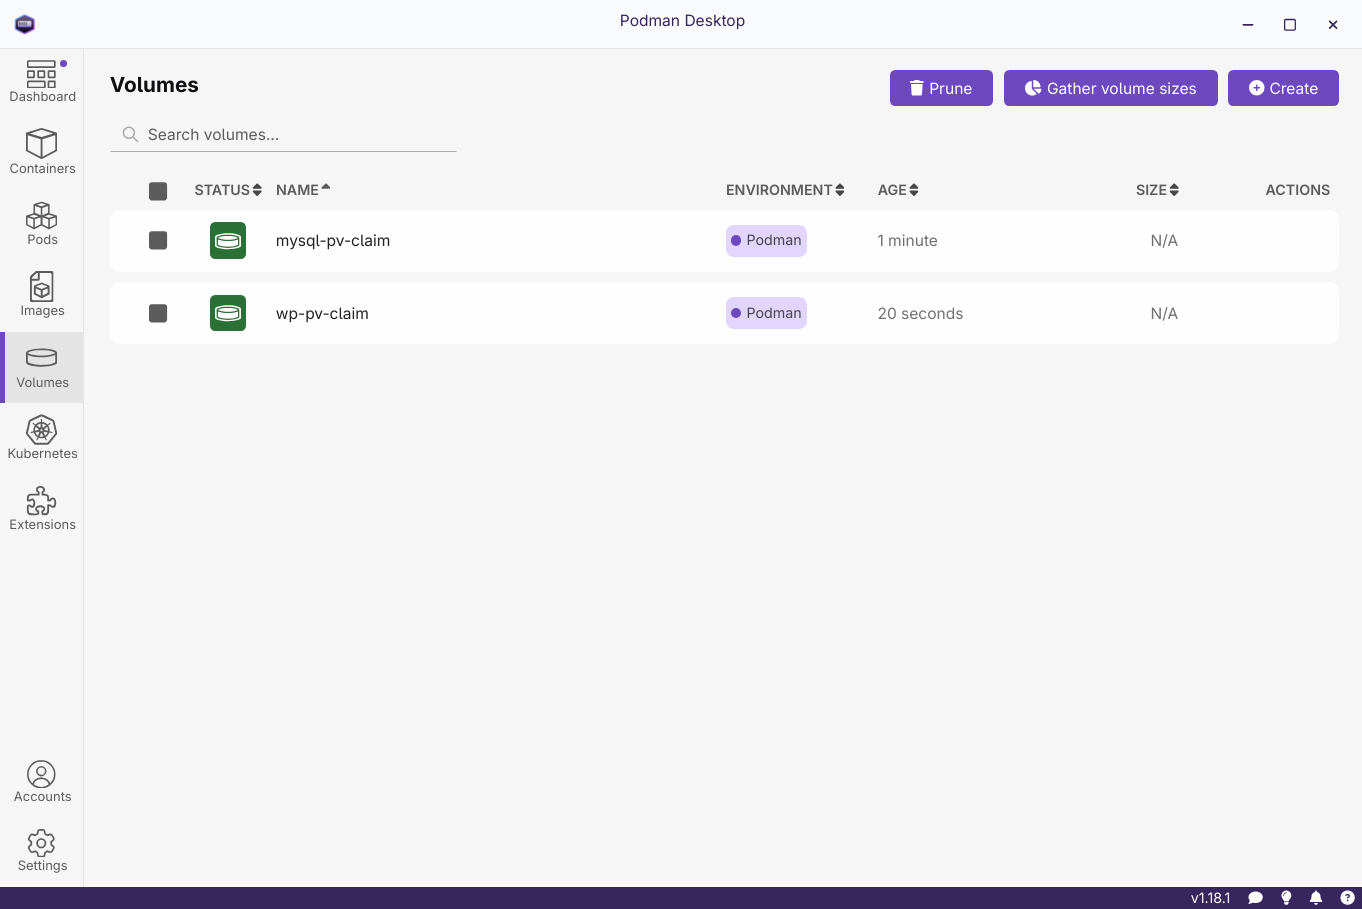 Podman Desktop
Dashboard
Containers
Pods
Images
Volumes
Kubernetes
Extensions
Accounts
Settings
Volumes
Prune
Gather volume sizes
Create
Search volumes...
STATUS NAME ENVIRONMENT AGE SIZE ACTIONS
mysql-pv-claim Podman 1 minute N/A
wp-pv-claim Podman 20 seconds N/A
v1.18.1